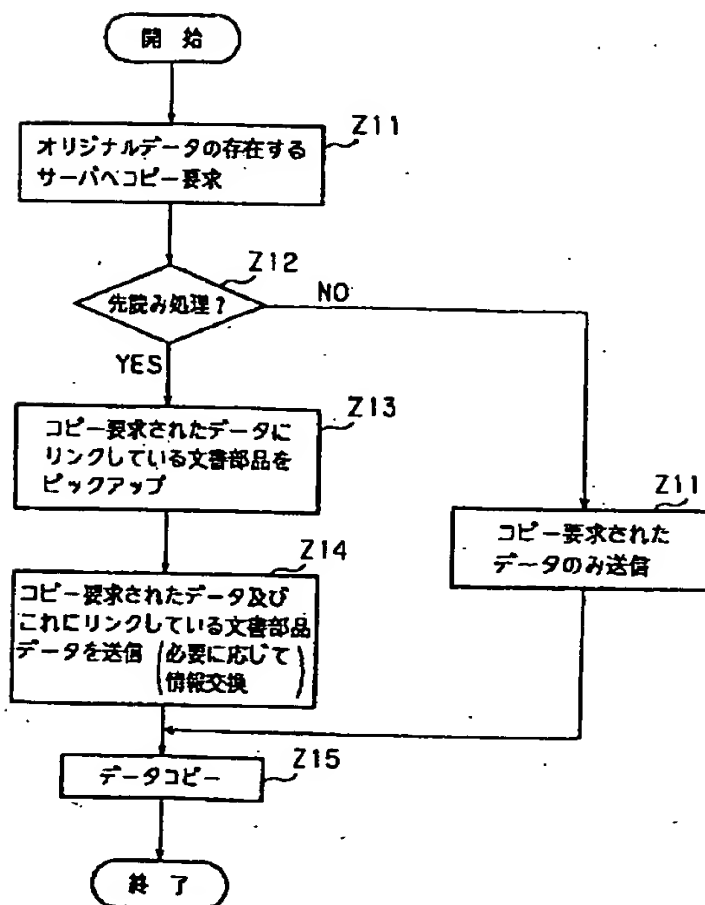 開始
Z11
オリジナルデータの存在する
サーバへコピー要求
Z12
先読み処理?
NO
YES
Z13
コピー要求されたデータに
リンクしている文書部品を
ピックアップ
Z11
コピー要求された
データのみ送信
Z14
コピー要求されたデータ及び
これにリンクしている文書部品
データを送信(必要に応じて
情報交換)
Z15
データコピー
終了